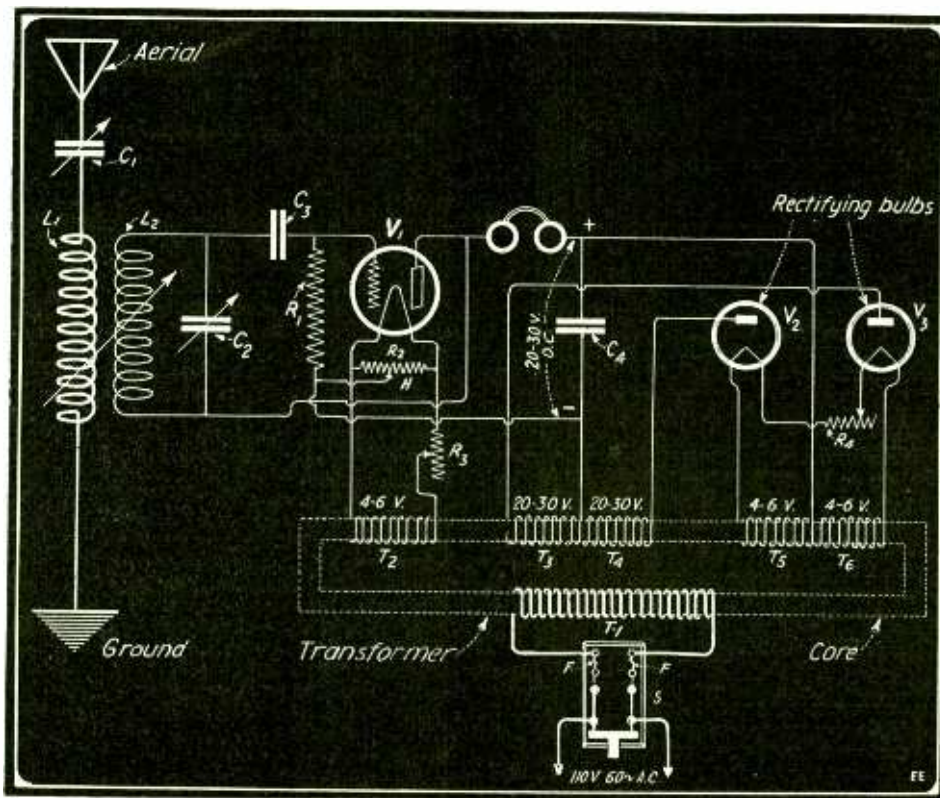 Aerial
C1
L1
L2
C3
V1
Rectifying bulbs
+
R1
C2
R2
H
20-30 V. D.C
C4
V2
V3
-
R3
R4
4-6 V.
20-30 V.
20-30 V.
4-6 V.
4-6 V.
T2
T3
T4
T5
T6
T1
Ground
Transformer
Core
F
F
S
110V 60~A.C.
EE